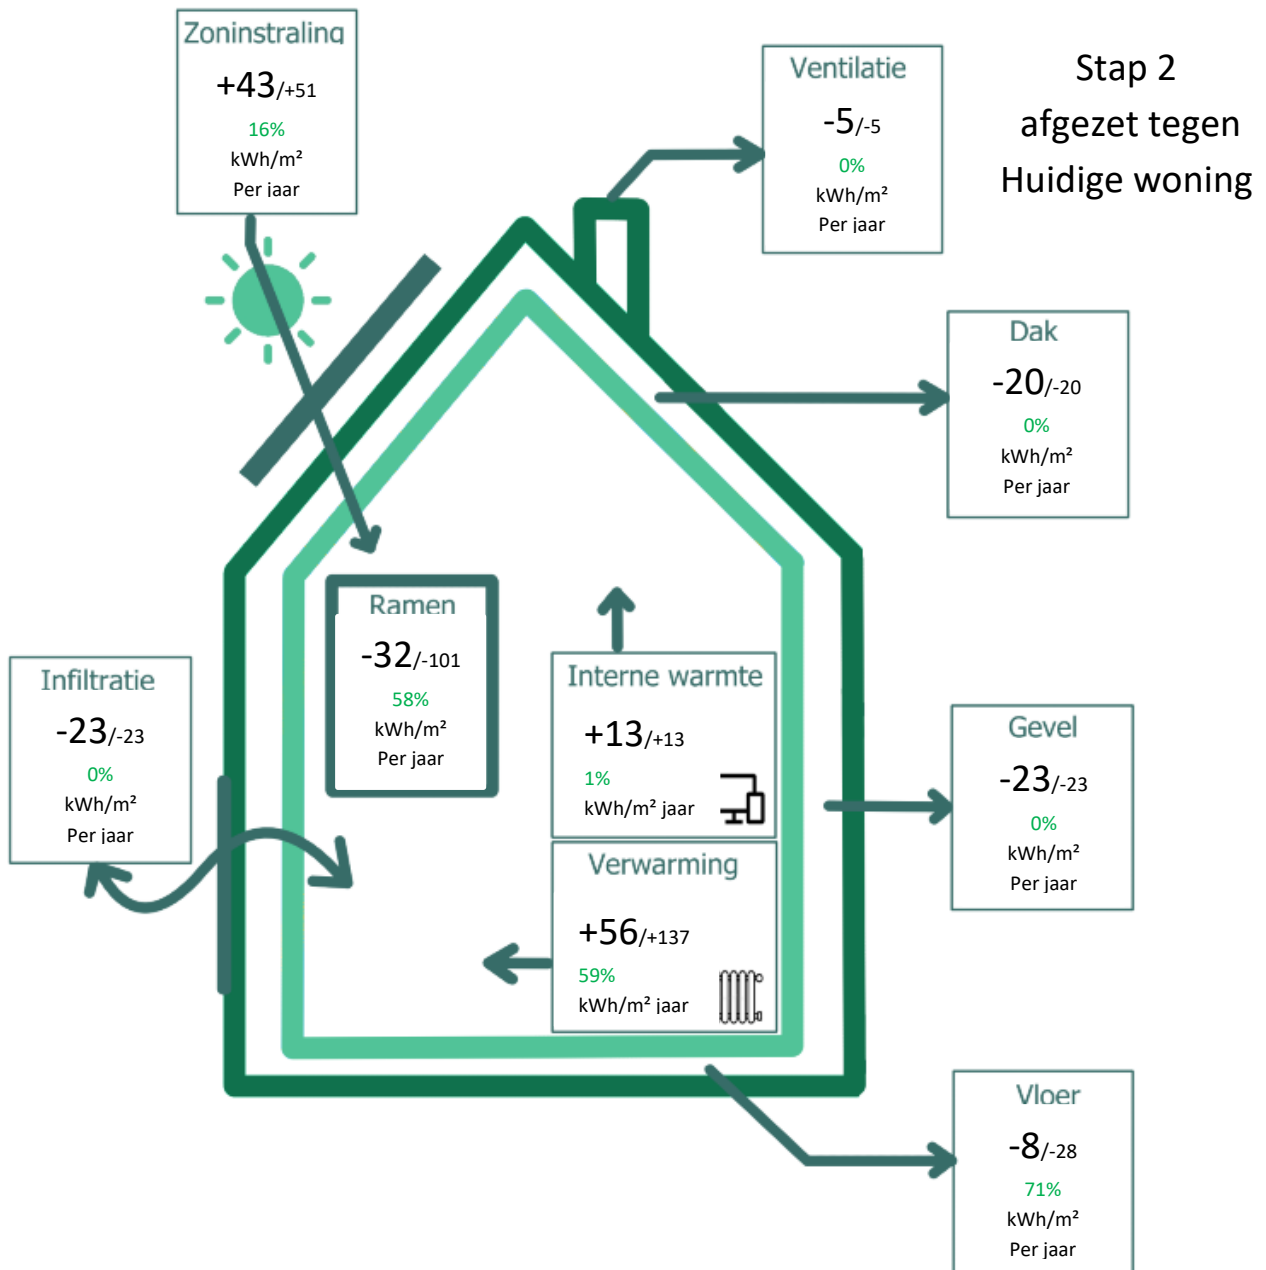 Zoninstraling
+43/+51
16%
kWh/m²
Per jaar
Ventilatie
-5/-5
0%
kWh/m²
Per jaar
Stap 2
afgezet tegen
Huidige woning
Dak
-20/-20
0%
kWh/m²
Per jaar
Ramen
-32/-101
58%
kWh/m²
Per jaar
Infiltratie
-23/-23
0%
kWh/m²
Per jaar
Interne warmte
+13/+13
1%
kWh/m² jaar
Gevel
-23/-23
0%
kWh/m²
Per jaar
Verwarming
+56/+137
59%
kWh/m² jaar
Vloer
-8/-28
71%
kWh/m²
Per jaar